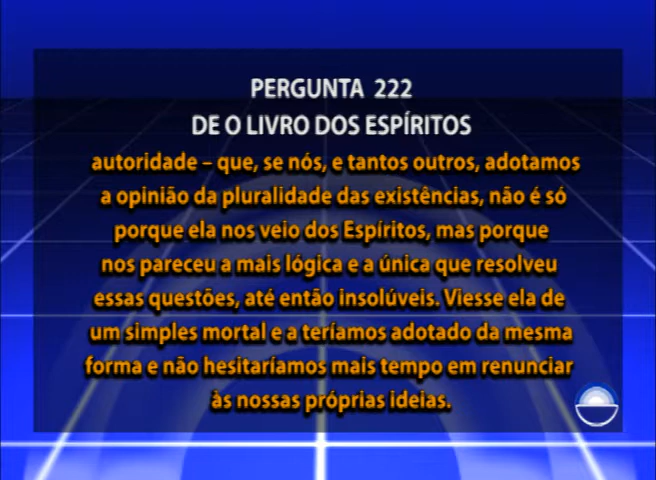 PERGUNTA 222
DE O LIVRO DOS ESPÍRITOS
autoridade – que, se nós, e tantos outros, adotamos
a opinião da pluralidade das existências, não é só
porque ela nos veio dos Espíritos, mas porque
nos pareceu a mais lógica e a única que resolveu
essas questões, até então insolúveis. Viesse ela de
um simples mortal e a teríamos adotado da mesma
forma e não hesitaríamos mais tempo em renunciar
às nossas próprias ideias.